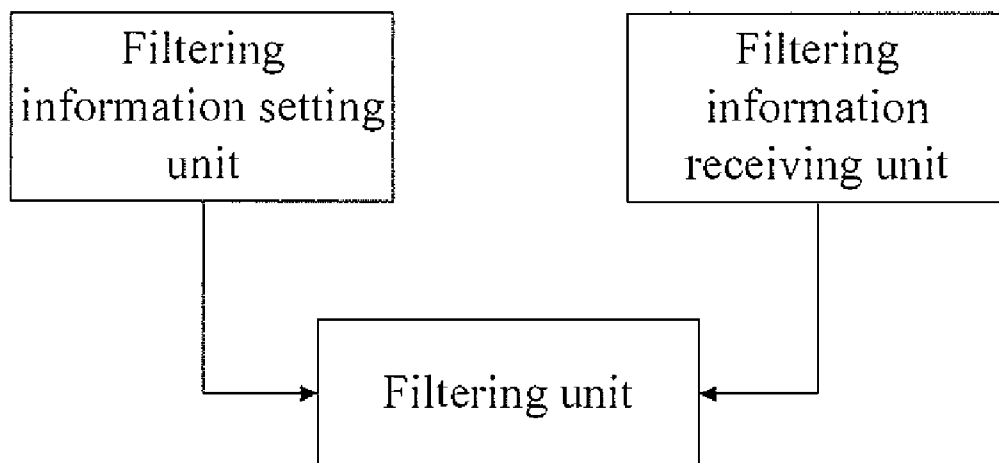 Filtering
information setting
unit
Filtering
information
receiving unit
Filtering unit